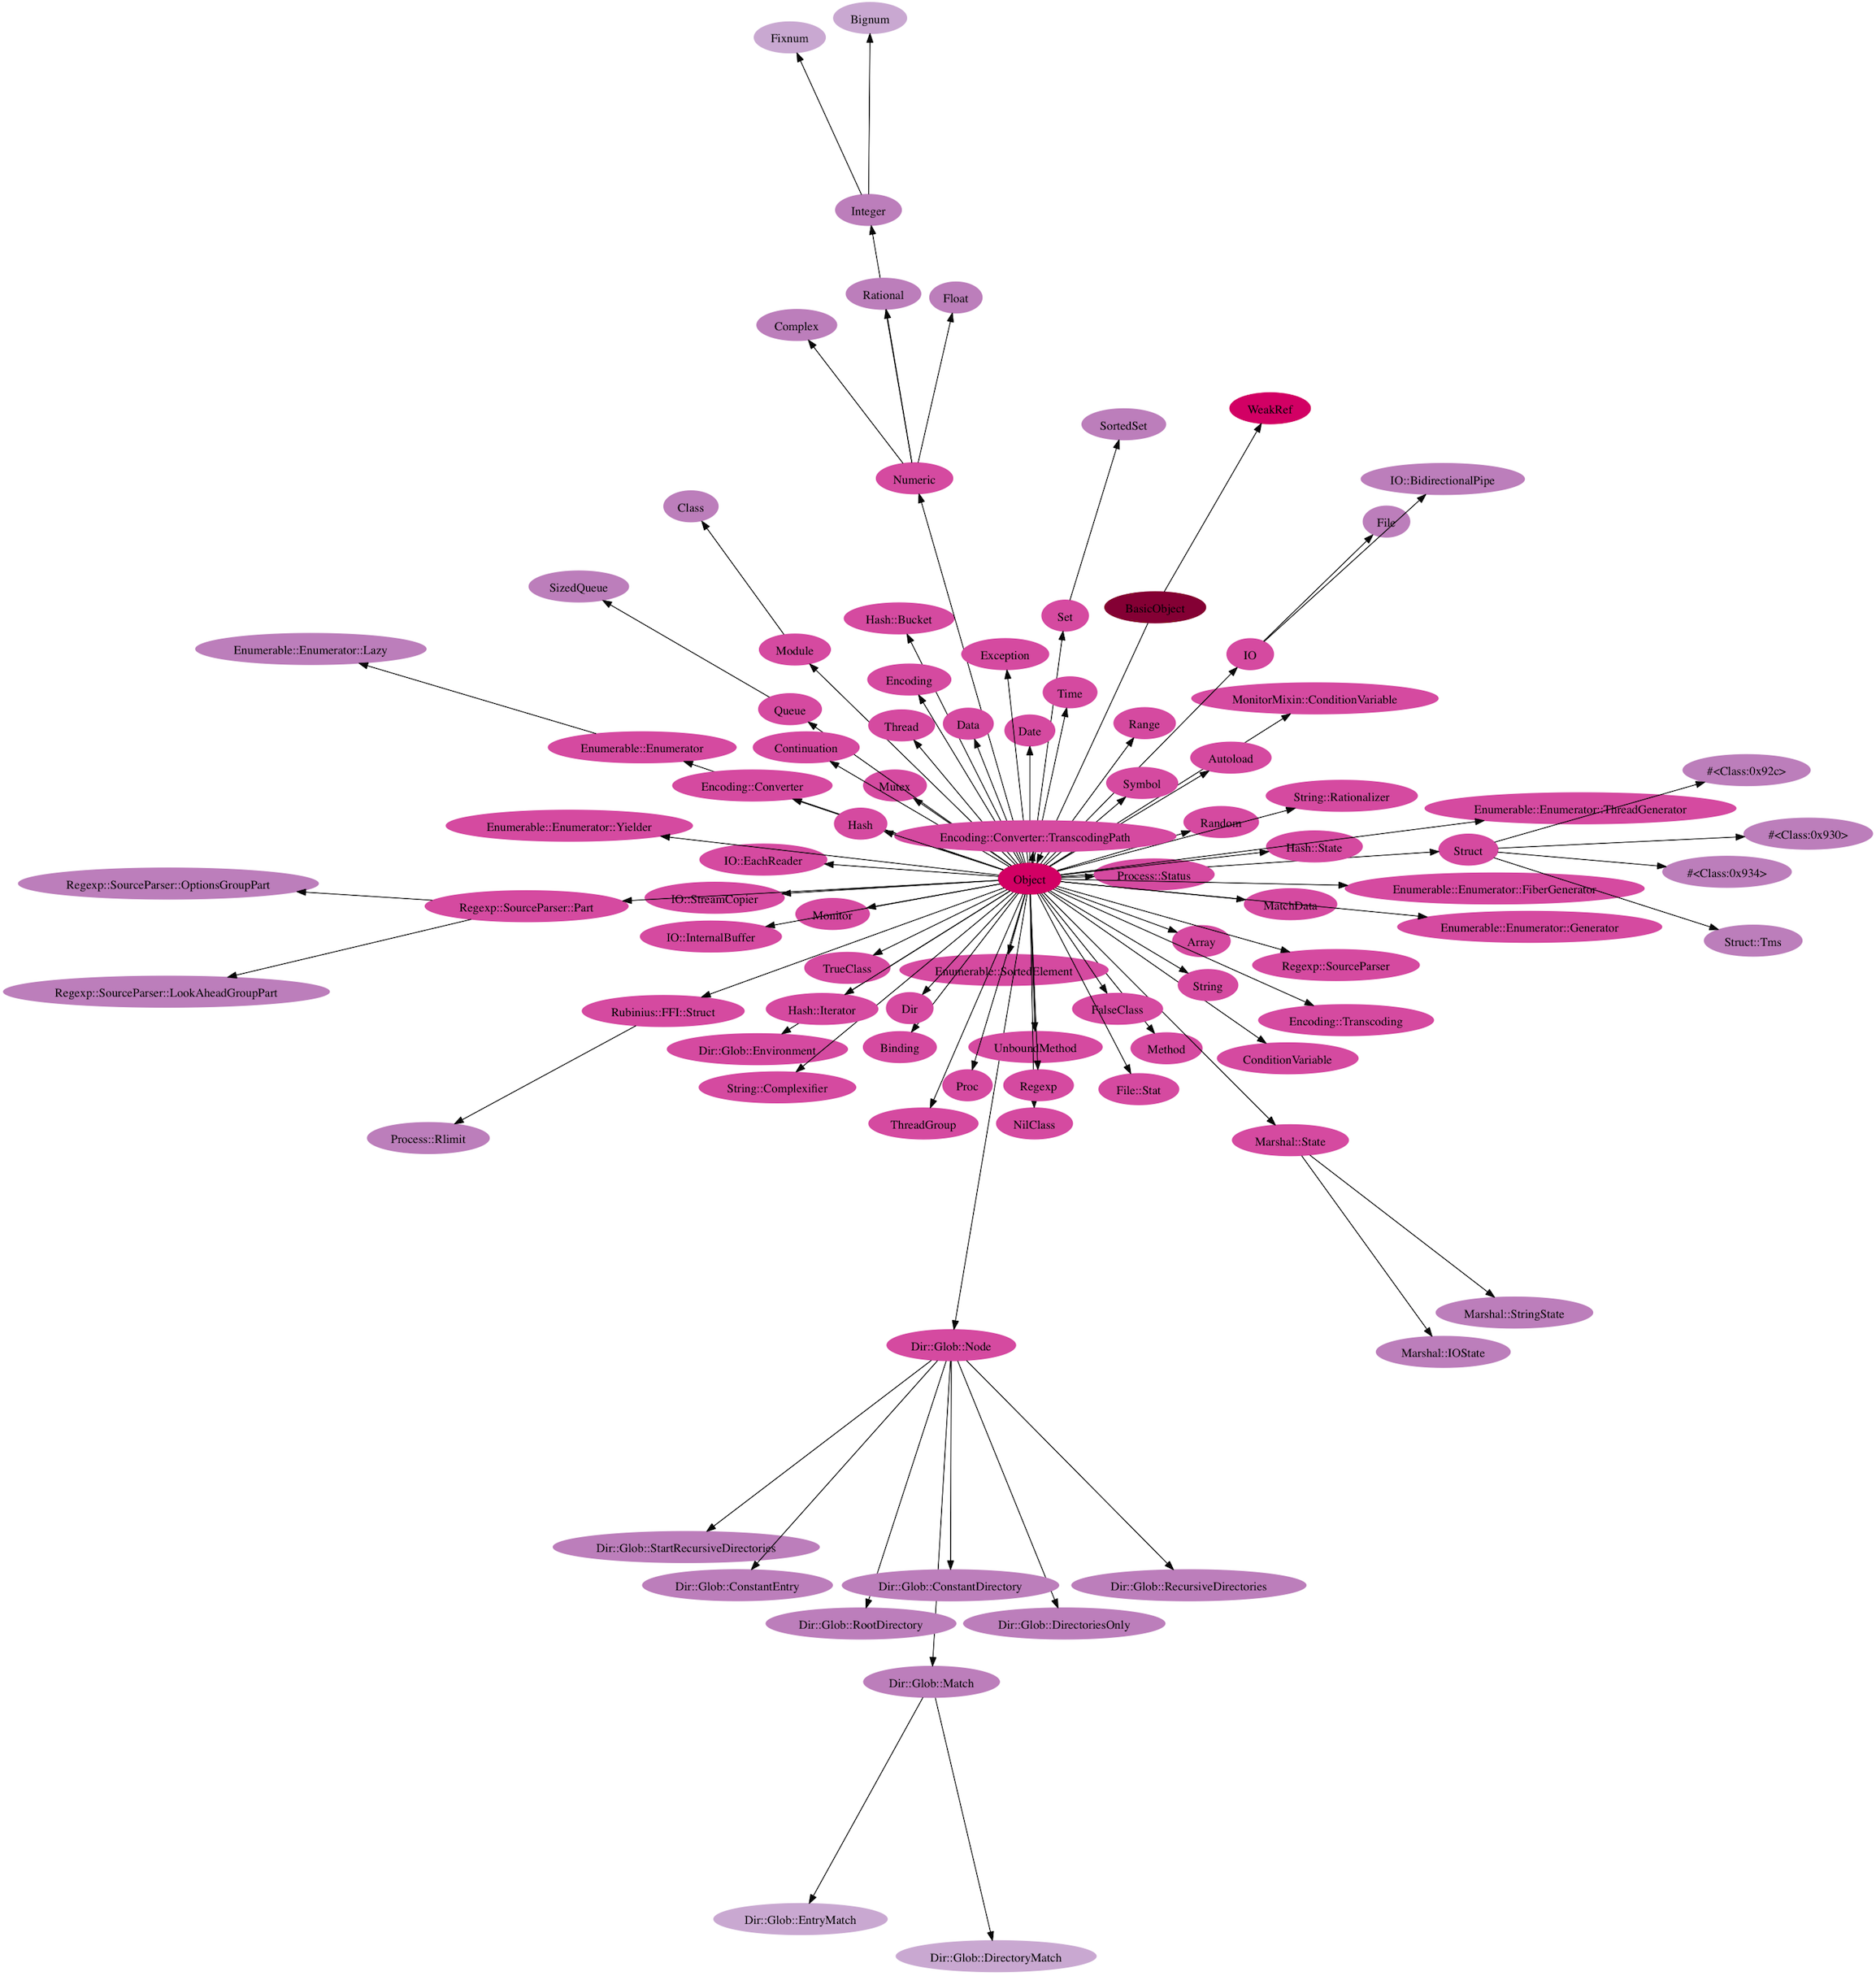 Bignum
Fixnum
Integer
Rational
Float
Complex
WeakRef
SortedSet
Numeric
IO::BidirectionalPipe
Class
File
SizedQueue
BasicObject
Set
Hash::Bucket
Enumerable::Enumerator::Lazy
Module
Exception
IO
Encoding
Time
MonitorMixin::ConditionVariable
Queue
Thread
Data
Date
Range
Enumerable::Enumerator
Continuation
Autoload
#<Class:0x92c>
Encoding::Converter
Mutex
Symbol
String::Rationalizer
Enumerable::Enumerator::ThreadGenerator
Enumerable::Enumerator::Yielder
Hash
Encoding::Converter::TranscodingPath
Random
#<Class:0x930>
Hash::State
Struct
IO::EachReader
#<Class:0x934>
Process::Status
Object
Regexp::SourceParser::OptionsGroupPart
Enumerable::Enumerator::FiberGenerator
IO::StreamCopier
Regexp::SourceParser::Part
MatchData
Monitor
Enumerable::Enumerator::Generator
IO::InternalBuffer
Array
Struct::Tms
Regexp::SourceParser
TrueClass
Enumerable::SortedElement
String
Regexp::SourceParser::LookAheadGroupPart
Rubinius::FFI::Struct
Hash::Iterator
Dir
FalseClass
Encoding::Transcoding
Dir::Glob::Environment
Binding
UnboundMethod
Method
ConditionVariable
String::Complexifier
Proc
Regexp
File::Stat
ThreadGroup
NilClass
Process::Rlimit
Marshal::State
Marshal::StringState
Dir::Glob::Node
Marshal::IOState
Dir::Glob::StartRecursiveDirectories
Dir::Glob::ConstantEntry
Dir::Glob::ConstantDirectory
Dir::Glob::RecursiveDirectories
Dir::Glob::RootDirectory
Dir::Glob::DirectoriesOnly
Dir::Glob::Match
Dir::Glob::EntryMatch
Dir::Glob::DirectoryMatch